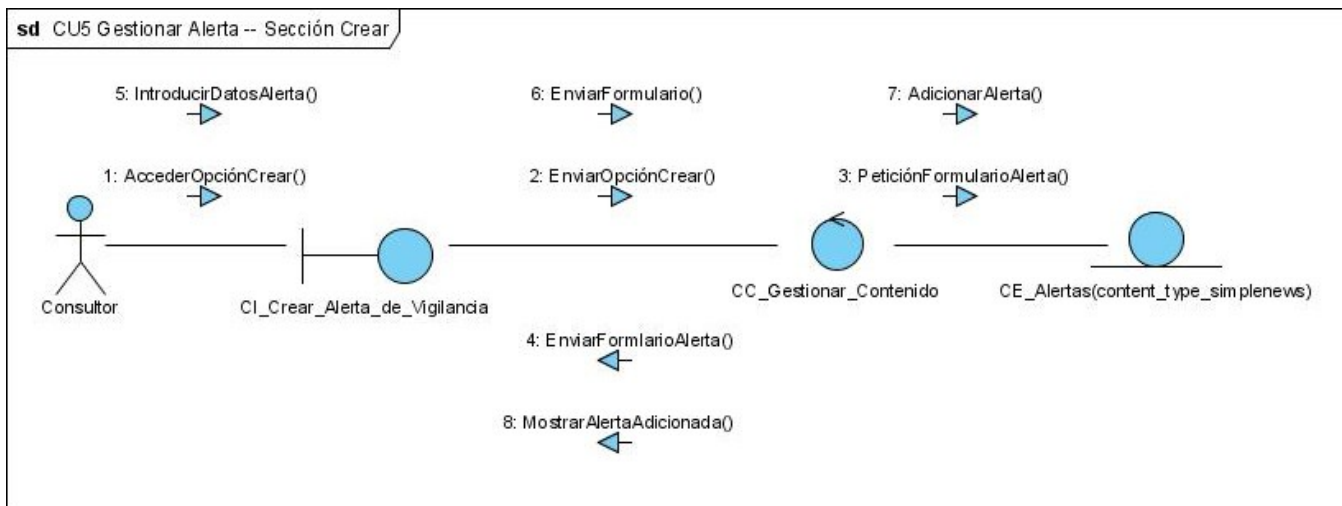 sd CU5 Gestionar Alerta -- Sección Crear
5: IntroducirDatosAlerta()
6: EnviarFormulario()
7: AdicionarAlerta()
1: AccederOpciónCrear()
2: EnviarOpciónCrear()
3: PeticiónFormularioAlerta()
Consultor
CI_Crear_Alerta_de_Vigilancia
CC_Gestionar_Contenido
CE_Alertas(content_type_simplenews)
4: EnviarFormlarioAlerta()
8: MostrarAlertaAdicionada()